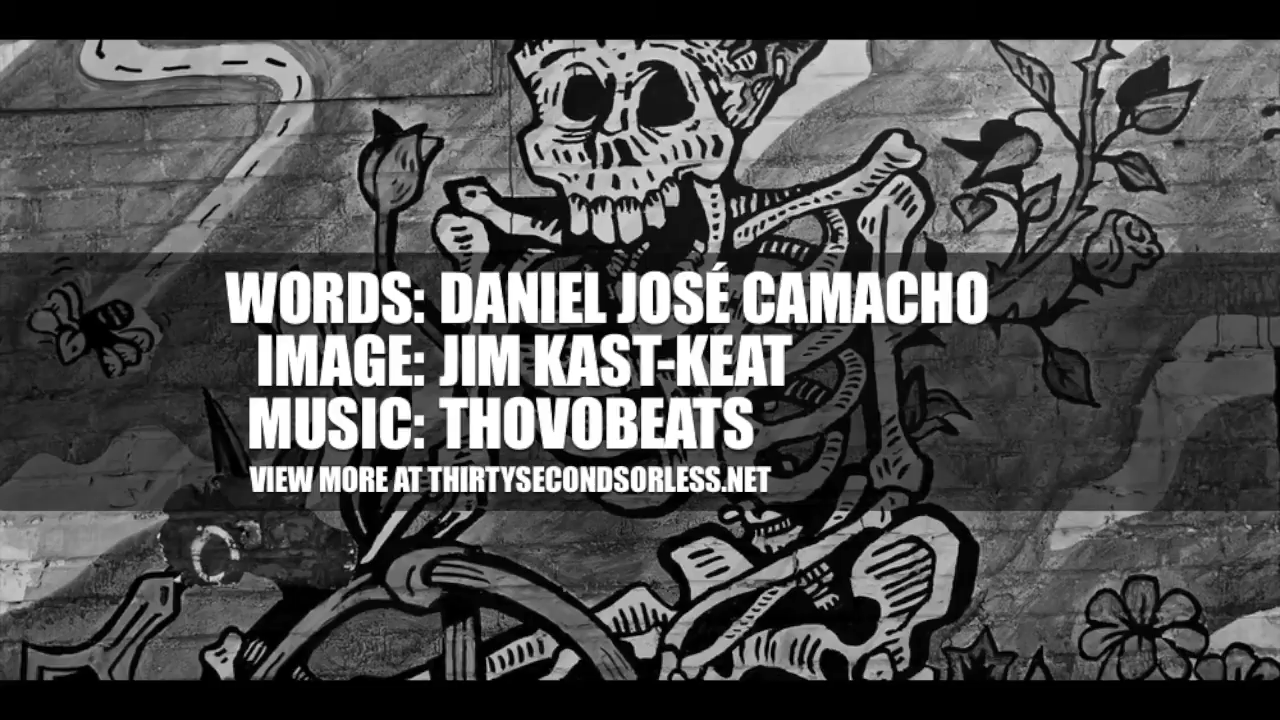 WORDS: DANIEL JOSÉ CAMACHO
IMAGE: JIM KAST-KEAT
MUSIC: THOVOBEATS
VIEW MORE AT THIRTYSECONDSORLESS.NET